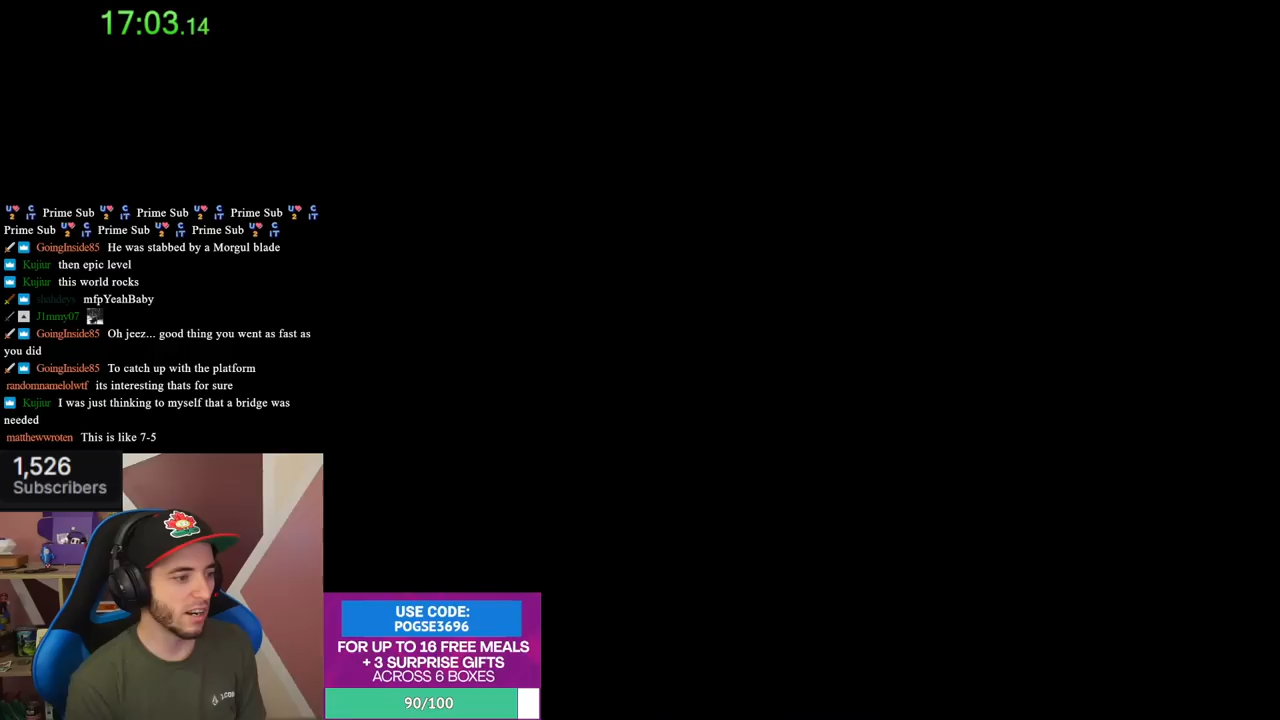 17:03.14
Prime Sub Prime Sub Prime Sub
Prime Sub Prime Sub Prime Sub
GoingInside85 He was stabbed by a Morgul blade
Kujiur then epic level
Kujiur this world rocks
shahdeys mfpYeahBaby
J1mmy07
GoingInside85 Oh jeez... good thing you went as fast as
you did
GoingInside85 To catch up with the platform
randomnamelolwtf its interesting thats for sure
Kujiur I was just thinking to myself that a bridge was
needed
matthewwroten This is like 7-5
1,526
Subscribers
USE CODE:
POGSE3696
FOR UP TO 16 FREE MEALS
+ 3 SURPRISE GIFTS
ACROSS 6 BOXES
90/100